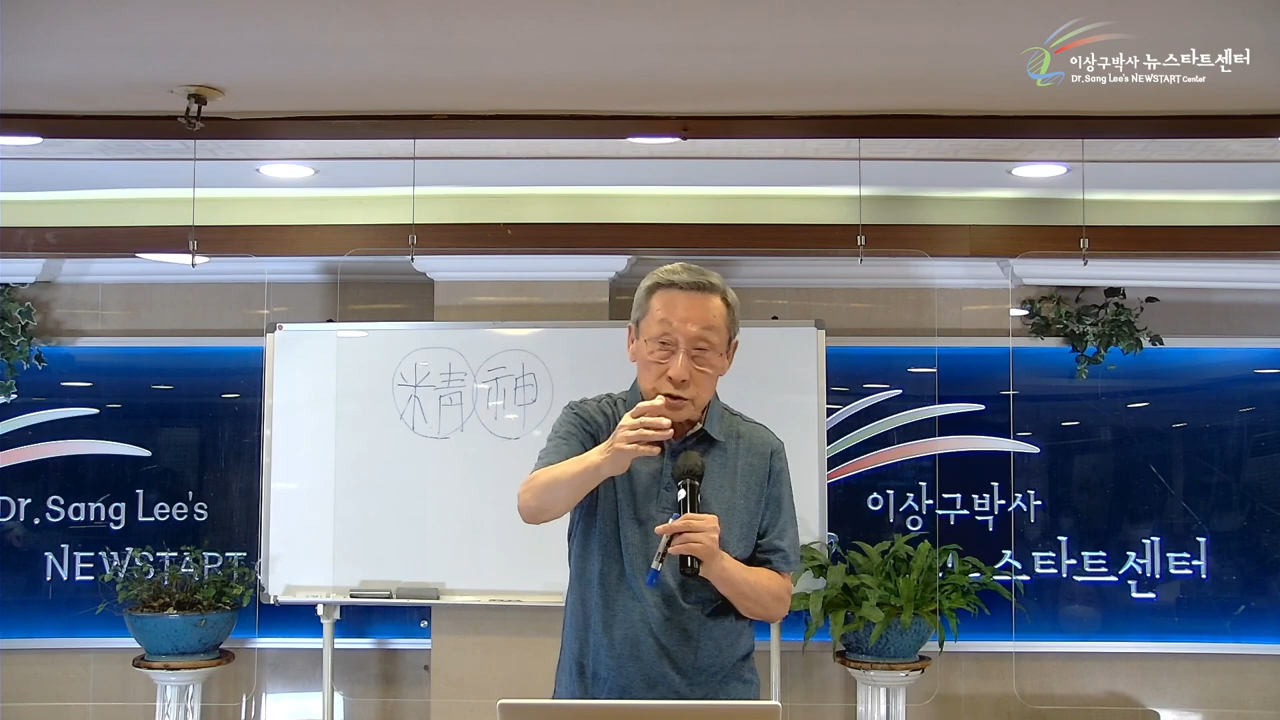 이상구박사 뉴스타트센터
Dr. Sang Lee's NEWSTART Center
精神
Dr. Sang Lee's
NEWSTART
이상구박사
뉴스타트센터